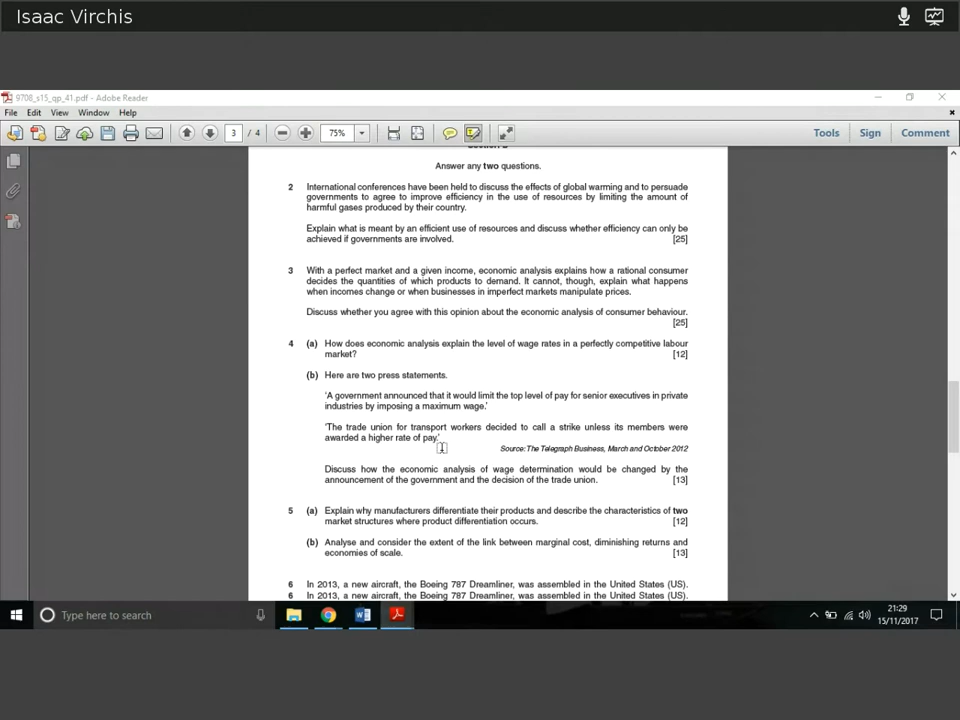 Isaac Virchis
9708_s15_qp_41.pdf - Adobe Reader
File Edit View Window Help
3 / 4 75% Tools Sign Comment
Answer any two questions.
2 International conferences have been held to discuss the effects of global warming and to persuade
governments to agree to improve efficiency in the use of resources by limiting the amount of
harmful gases produced by their country.
Explain what is meant by an efficient use of resources and discuss whether efficiency can only be
achieved if governments are involved. [25]
3 With a perfect market and a given income, economic analysis explains how a rational consumer
decides the quantities of which products to demand. It cannot, though, explain what happens
when incomes change or when businesses in imperfect markets manipulate prices.
Discuss whether you agree with this opinion about the economic analysis of consumer behaviour.
[25]
4 (a) How does economic analysis explain the level of wage rates in a perfectly competitive labour
market? [12]
(b) Here are two press statements.
'A government announced that it would limit the top level of pay for senior executives in private
industries by imposing a maximum wage.'
'The trade union for transport workers decided to call a strike unless its members were
awarded a higher rate of pay.'
Source: The Telegraph Business, March and October 2012
Discuss how the economic analysis of wage determination would be changed by the
announcement of the government and the decision of the trade union. [13]
5 (a) Explain why manufacturers differentiate their products and describe the characteristics of two
market structures where product differentiation occurs. [12]
(b) Analyse and consider the extent of the link between marginal cost, diminishing returns and
economies of scale. [13]
6 In 2013, a new aircraft, the Boeing 787 Dreamliner, was assembled in the United States (US).
6 In 2013, a new aircraft, the Boeing 787 Dreamliner, was assembled in the United States (US).
Type here to search
21:29
15/11/2017